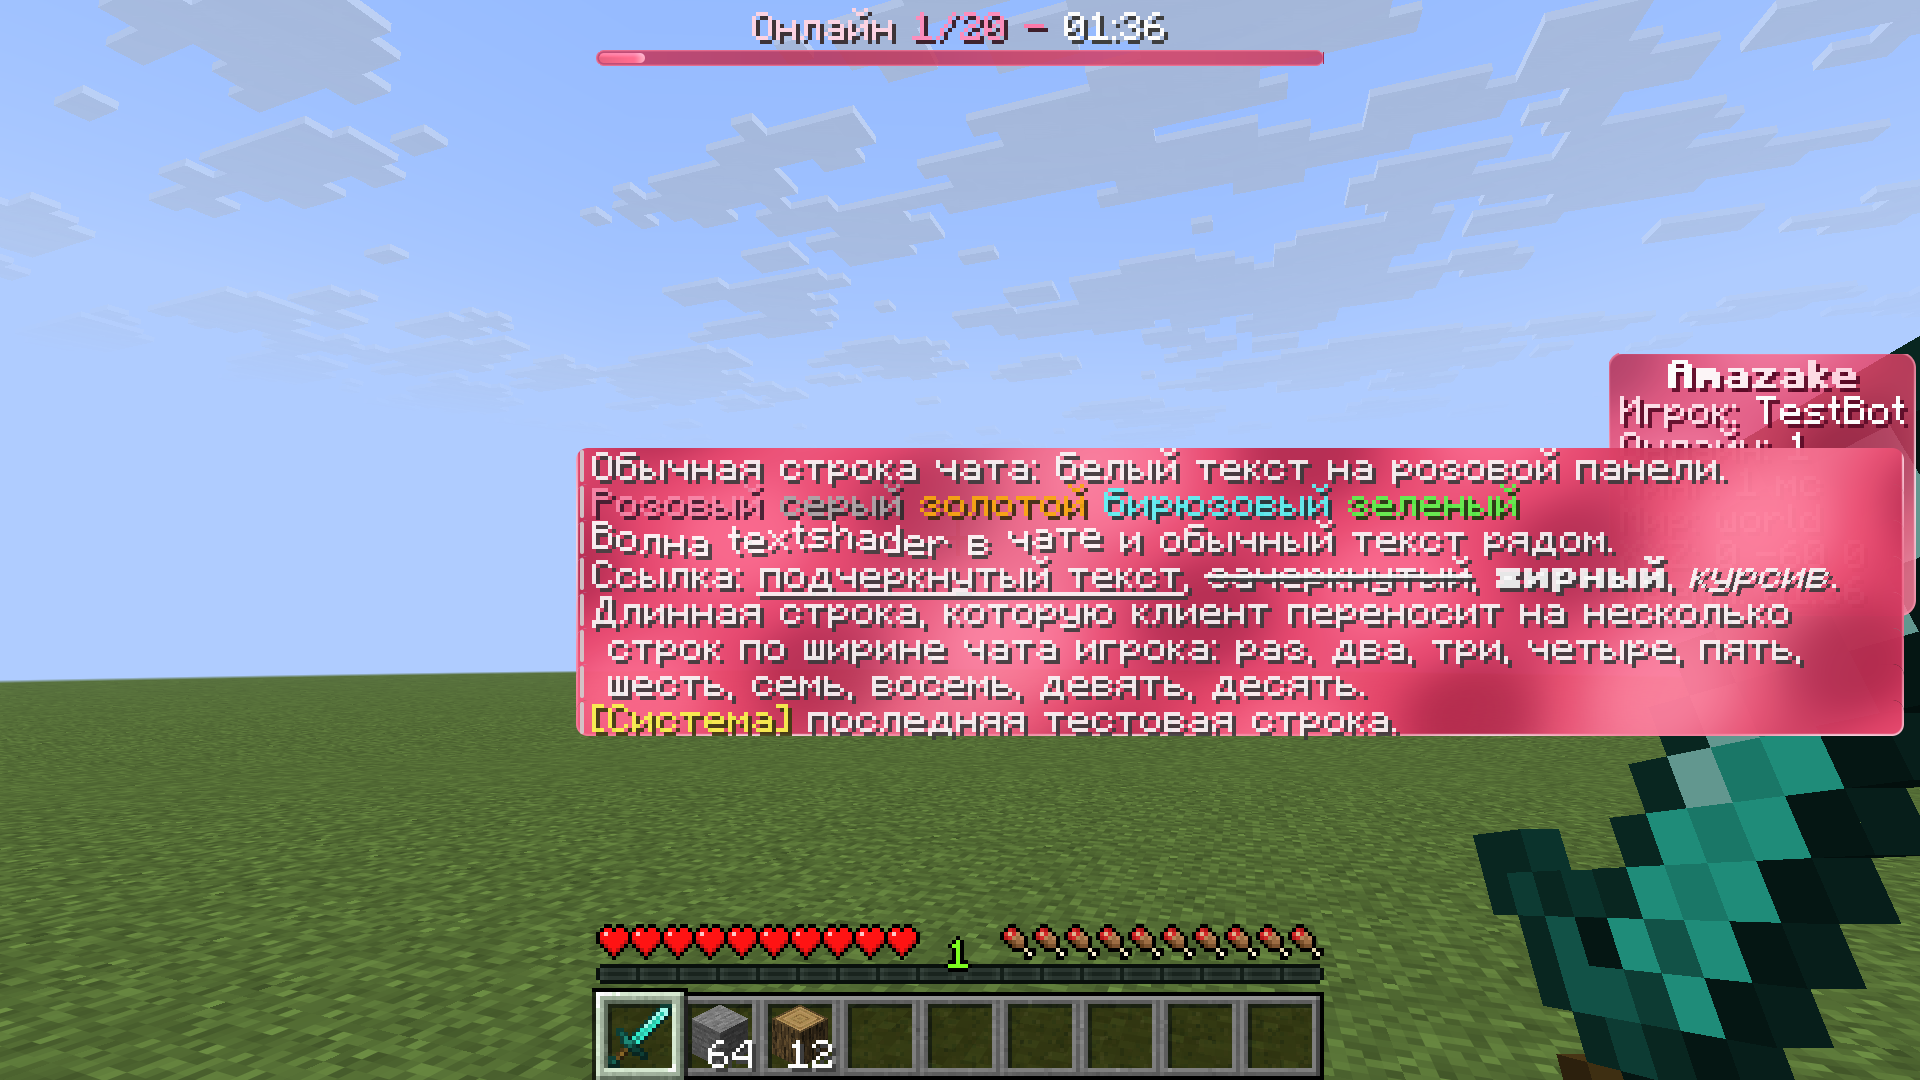 Онлайн 1/20 - 01:36
Amazake
Игрок: TestBot
Онлайн: 1
Обычная строка чата: белый текст на розовой панели.
Розовый серый золотой бирюзовый зеленый
Волна textshader в чате и обычный текст рядом.
Ссылка: подчеркнутый текст, зачеркнутый, жирный, курсив.
Длинная строка, которую клиент переносит на несколько
строк по ширине чата игрока: раз, два, три, четыре, пять,
шесть, семь, восемь, девять, десять.
[Система] последняя тестовая строка.
1
64
12